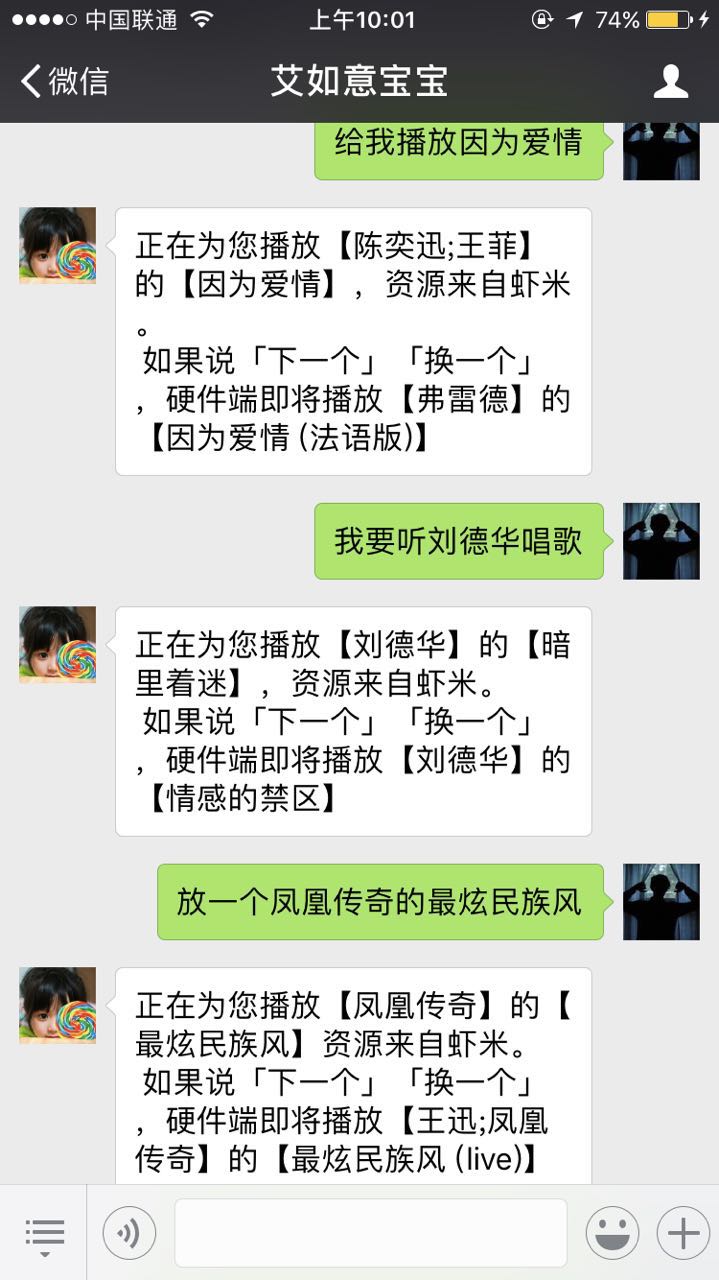 中国联通 上午10:01 74%
微信 艾如意宝宝
给我播放因为爱情
正在为您播放【陈奕迅;王菲】
的【因为爱情】，资源来自虾米
。
如果说「下一个」「换一个」
，硬件端即将播放【弗雷德】的
【因为爱情 (法语版)】
我要听刘德华唱歌
正在为您播放【刘德华】的【暗
里着迷】，资源来自虾米。
如果说「下一个」「换一个」
，硬件端即将播放【刘德华】的
【情感的禁区】
放一个凤凰传奇的最炫民族风
正在为您播放【凤凰传奇】的【
最炫民族风】资源来自虾米。
如果说「下一个」「换一个」
，硬件端即将播放【王迅;凤凰
传奇】的【最炫民族风 (live)】